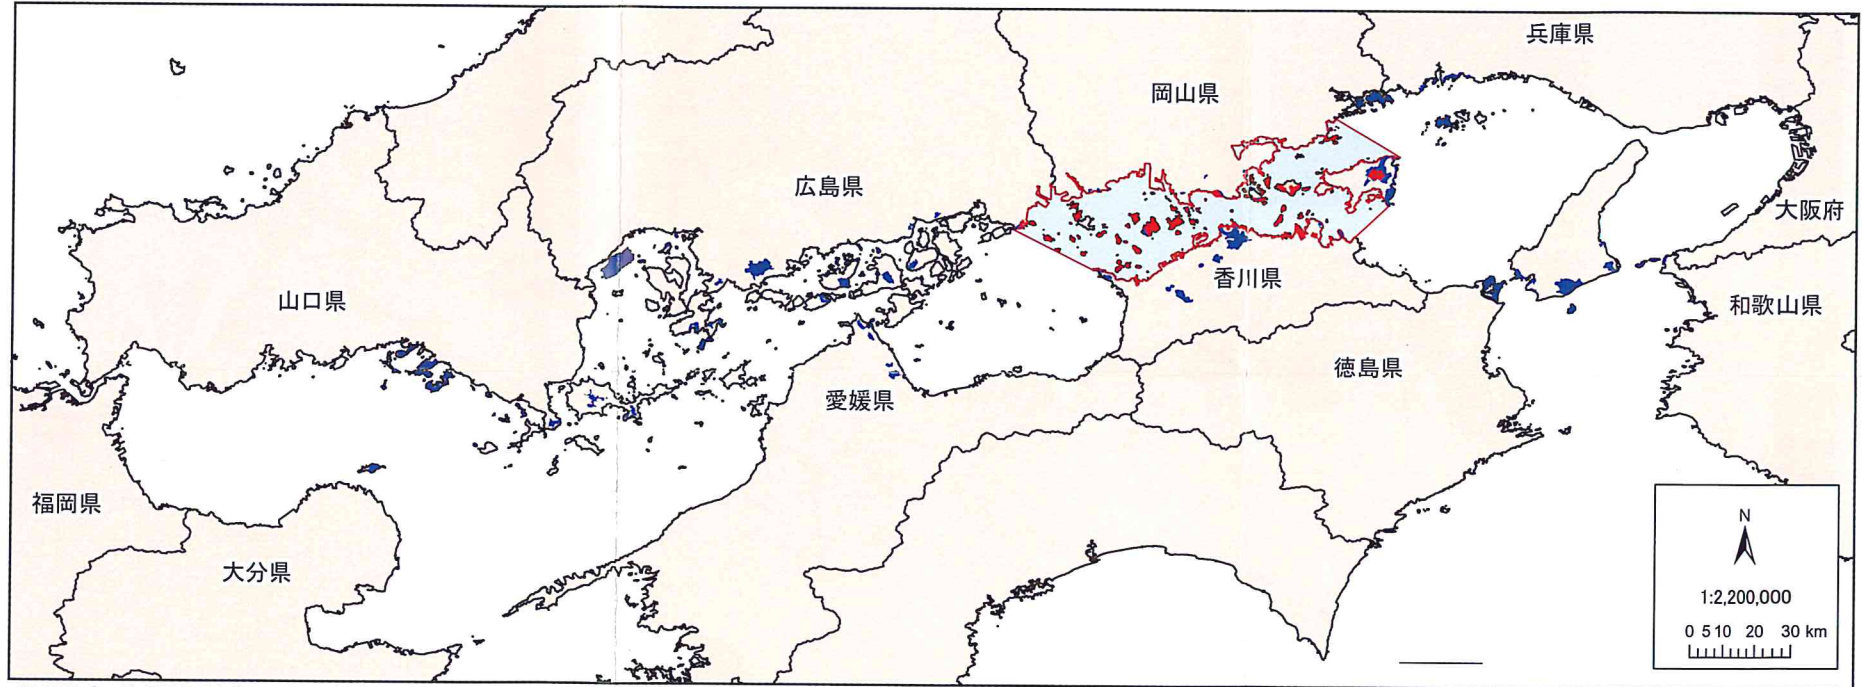 兵庫県
岡山県
広島県
大阪府
香川県
山口県
和歌山県
徳島県
愛媛県
福岡県
大分県
N
1:2,200,000
0 5 10 20 30 km